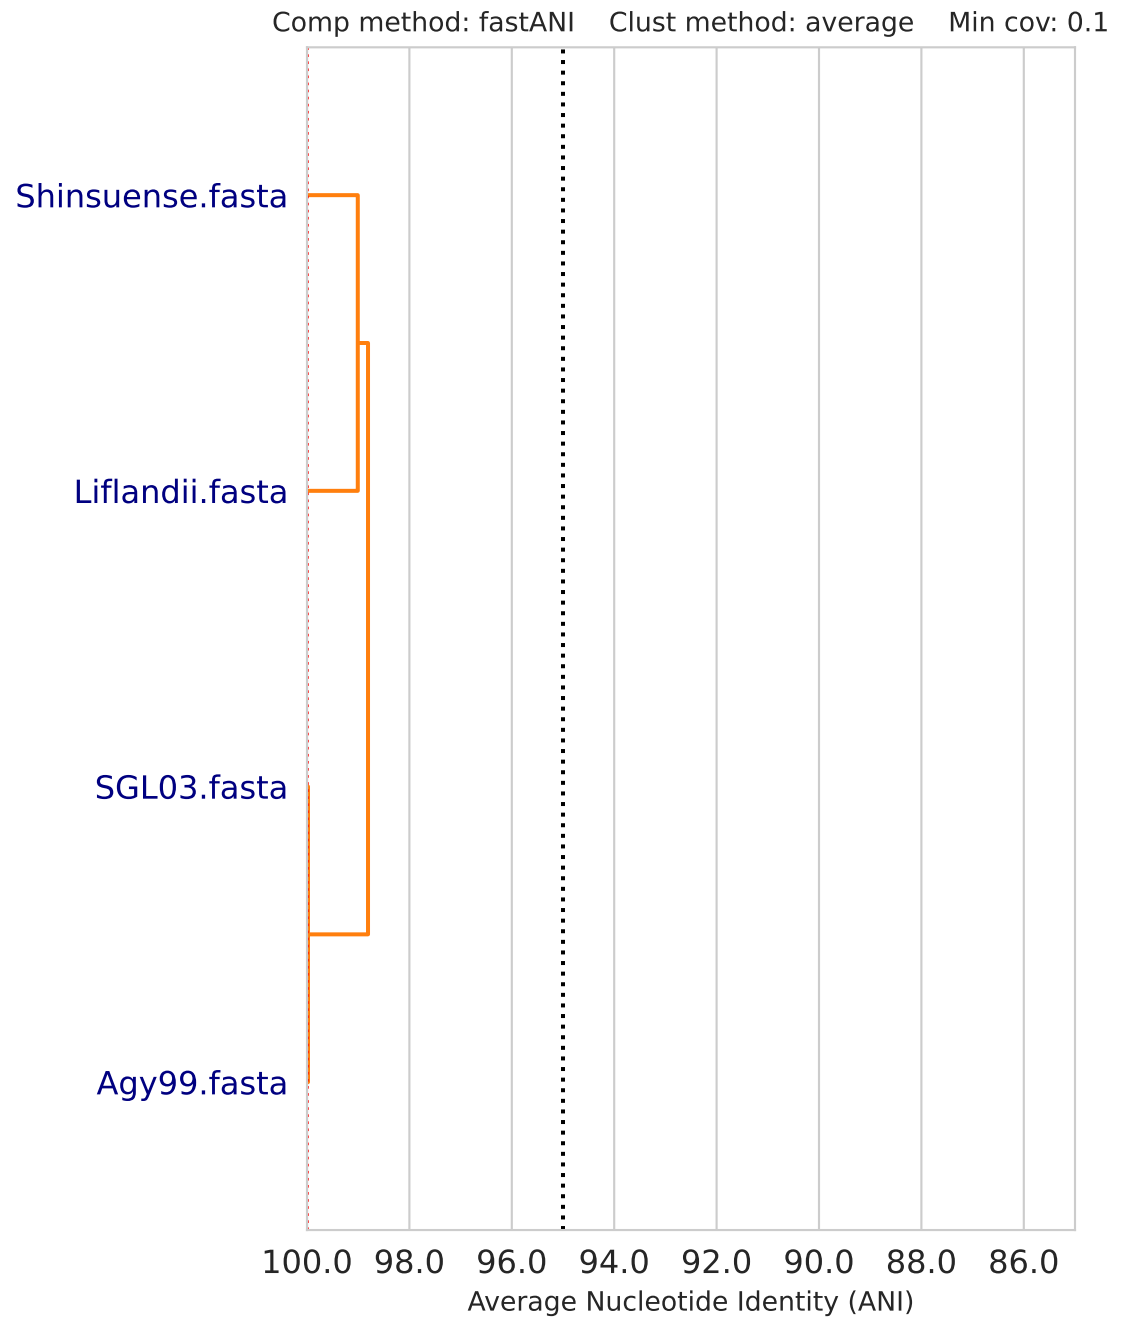 Comp method: fastANI    Clust method: average    Min cov: 0.1
Shinsuense.fasta
Liflandii.fasta
SGL03.fasta
Agy99.fasta
100.0 98.0 96.0 94.0 92.0 90.0 88.0 86.0
Average Nucleotide Identity (ANI)